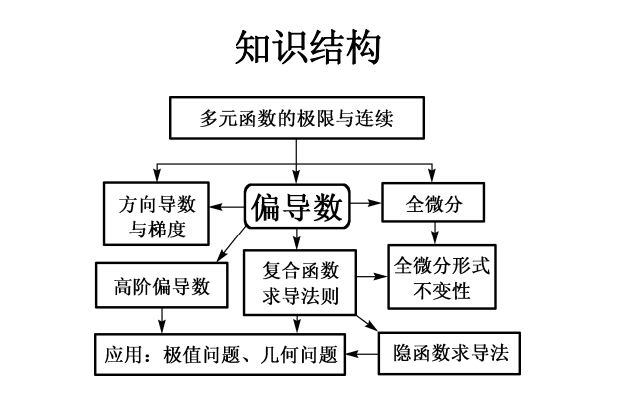 知识结构
多元函数的极限与连续
方向导数
与梯度
偏导数
全微分
高阶偏导数
复合函数
求导法则
全微分形式
不变性
应用：极值问题、几何问题
隐函数求导法